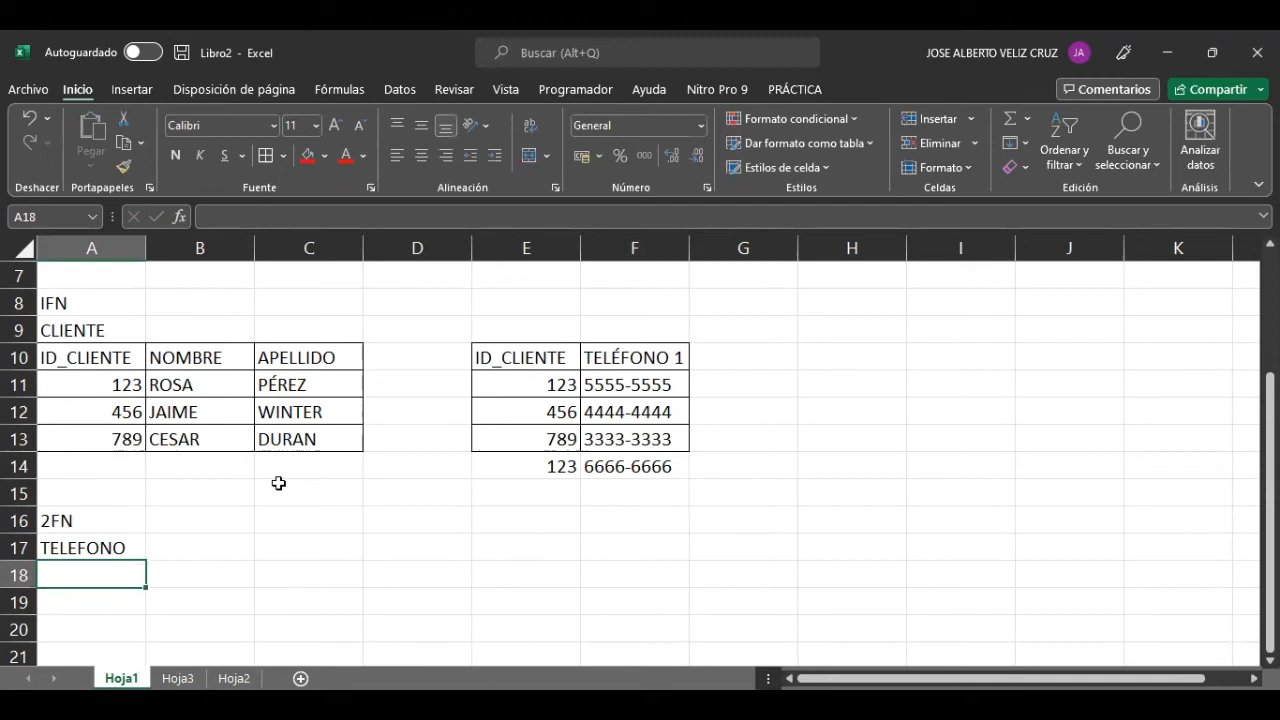 Autoguardado Libro2 - Excel Buscar (Alt+Q) JOSE ALBERTO VELIZ CRUZ JA
Archivo Inicio Insertar Disposición de página Fórmulas Datos Revisar Vista Programador Ayuda Nitro Pro 9 PRÁCTICA Comentarios Compartir
Pegar Calibri 11 General Formato condicional Insertar Ordenar y filtrar Buscar y seleccionar Analizar datos
N K S % 000 Dar formato como tabla Eliminar
Estilos de celda Formato
Deshacer Portapapeles Fuente Alineación Número Estilos Celdas Edición Análisis
A18 fx
A B C D E F G H I J K
7
8 IFN
9 CLIENTE
10 ID_CLIENTE NOMBRE APELLIDO ID_CLIENTE TELÉFONO 1
11 123 ROSA PÉREZ 123 5555-5555
12 456 JAIME WINTER 456 4444-4444
13 789 CESAR DURAN 789 3333-3333
14 123 6666-6666
15
16 2FN
17 TELEFONO
18
19
20
21
Hoja1 Hoja3 Hoja2